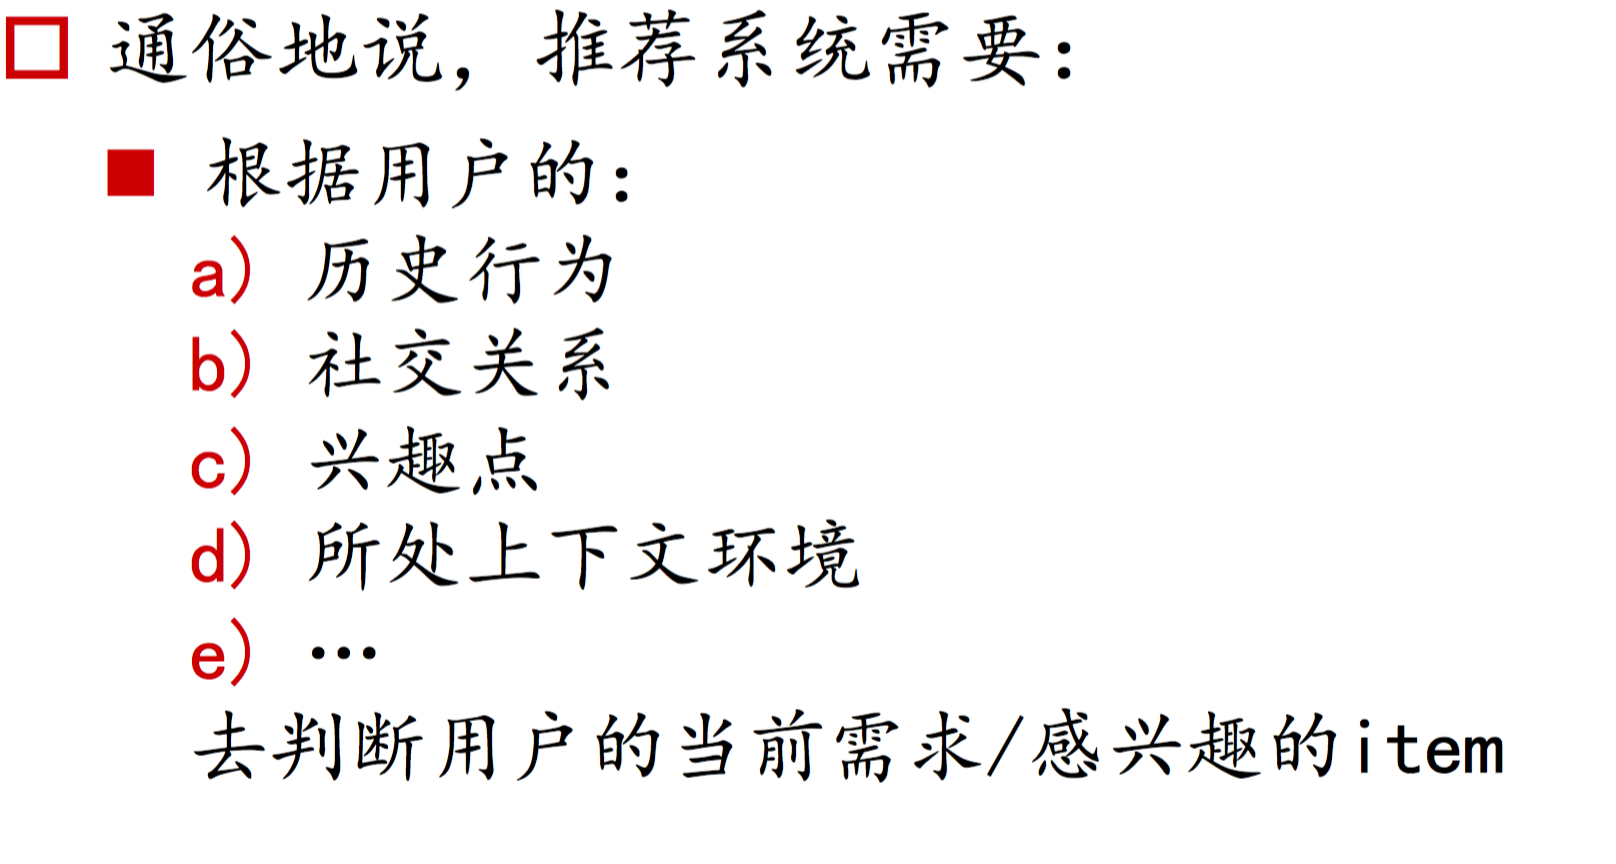 通俗地说，推荐系统需要：
根据用户的：
a) 历史行为
b) 社交关系
c) 兴趣点
d) 所处上下文环境
e) …
去判断用户的当前需求/感兴趣的item